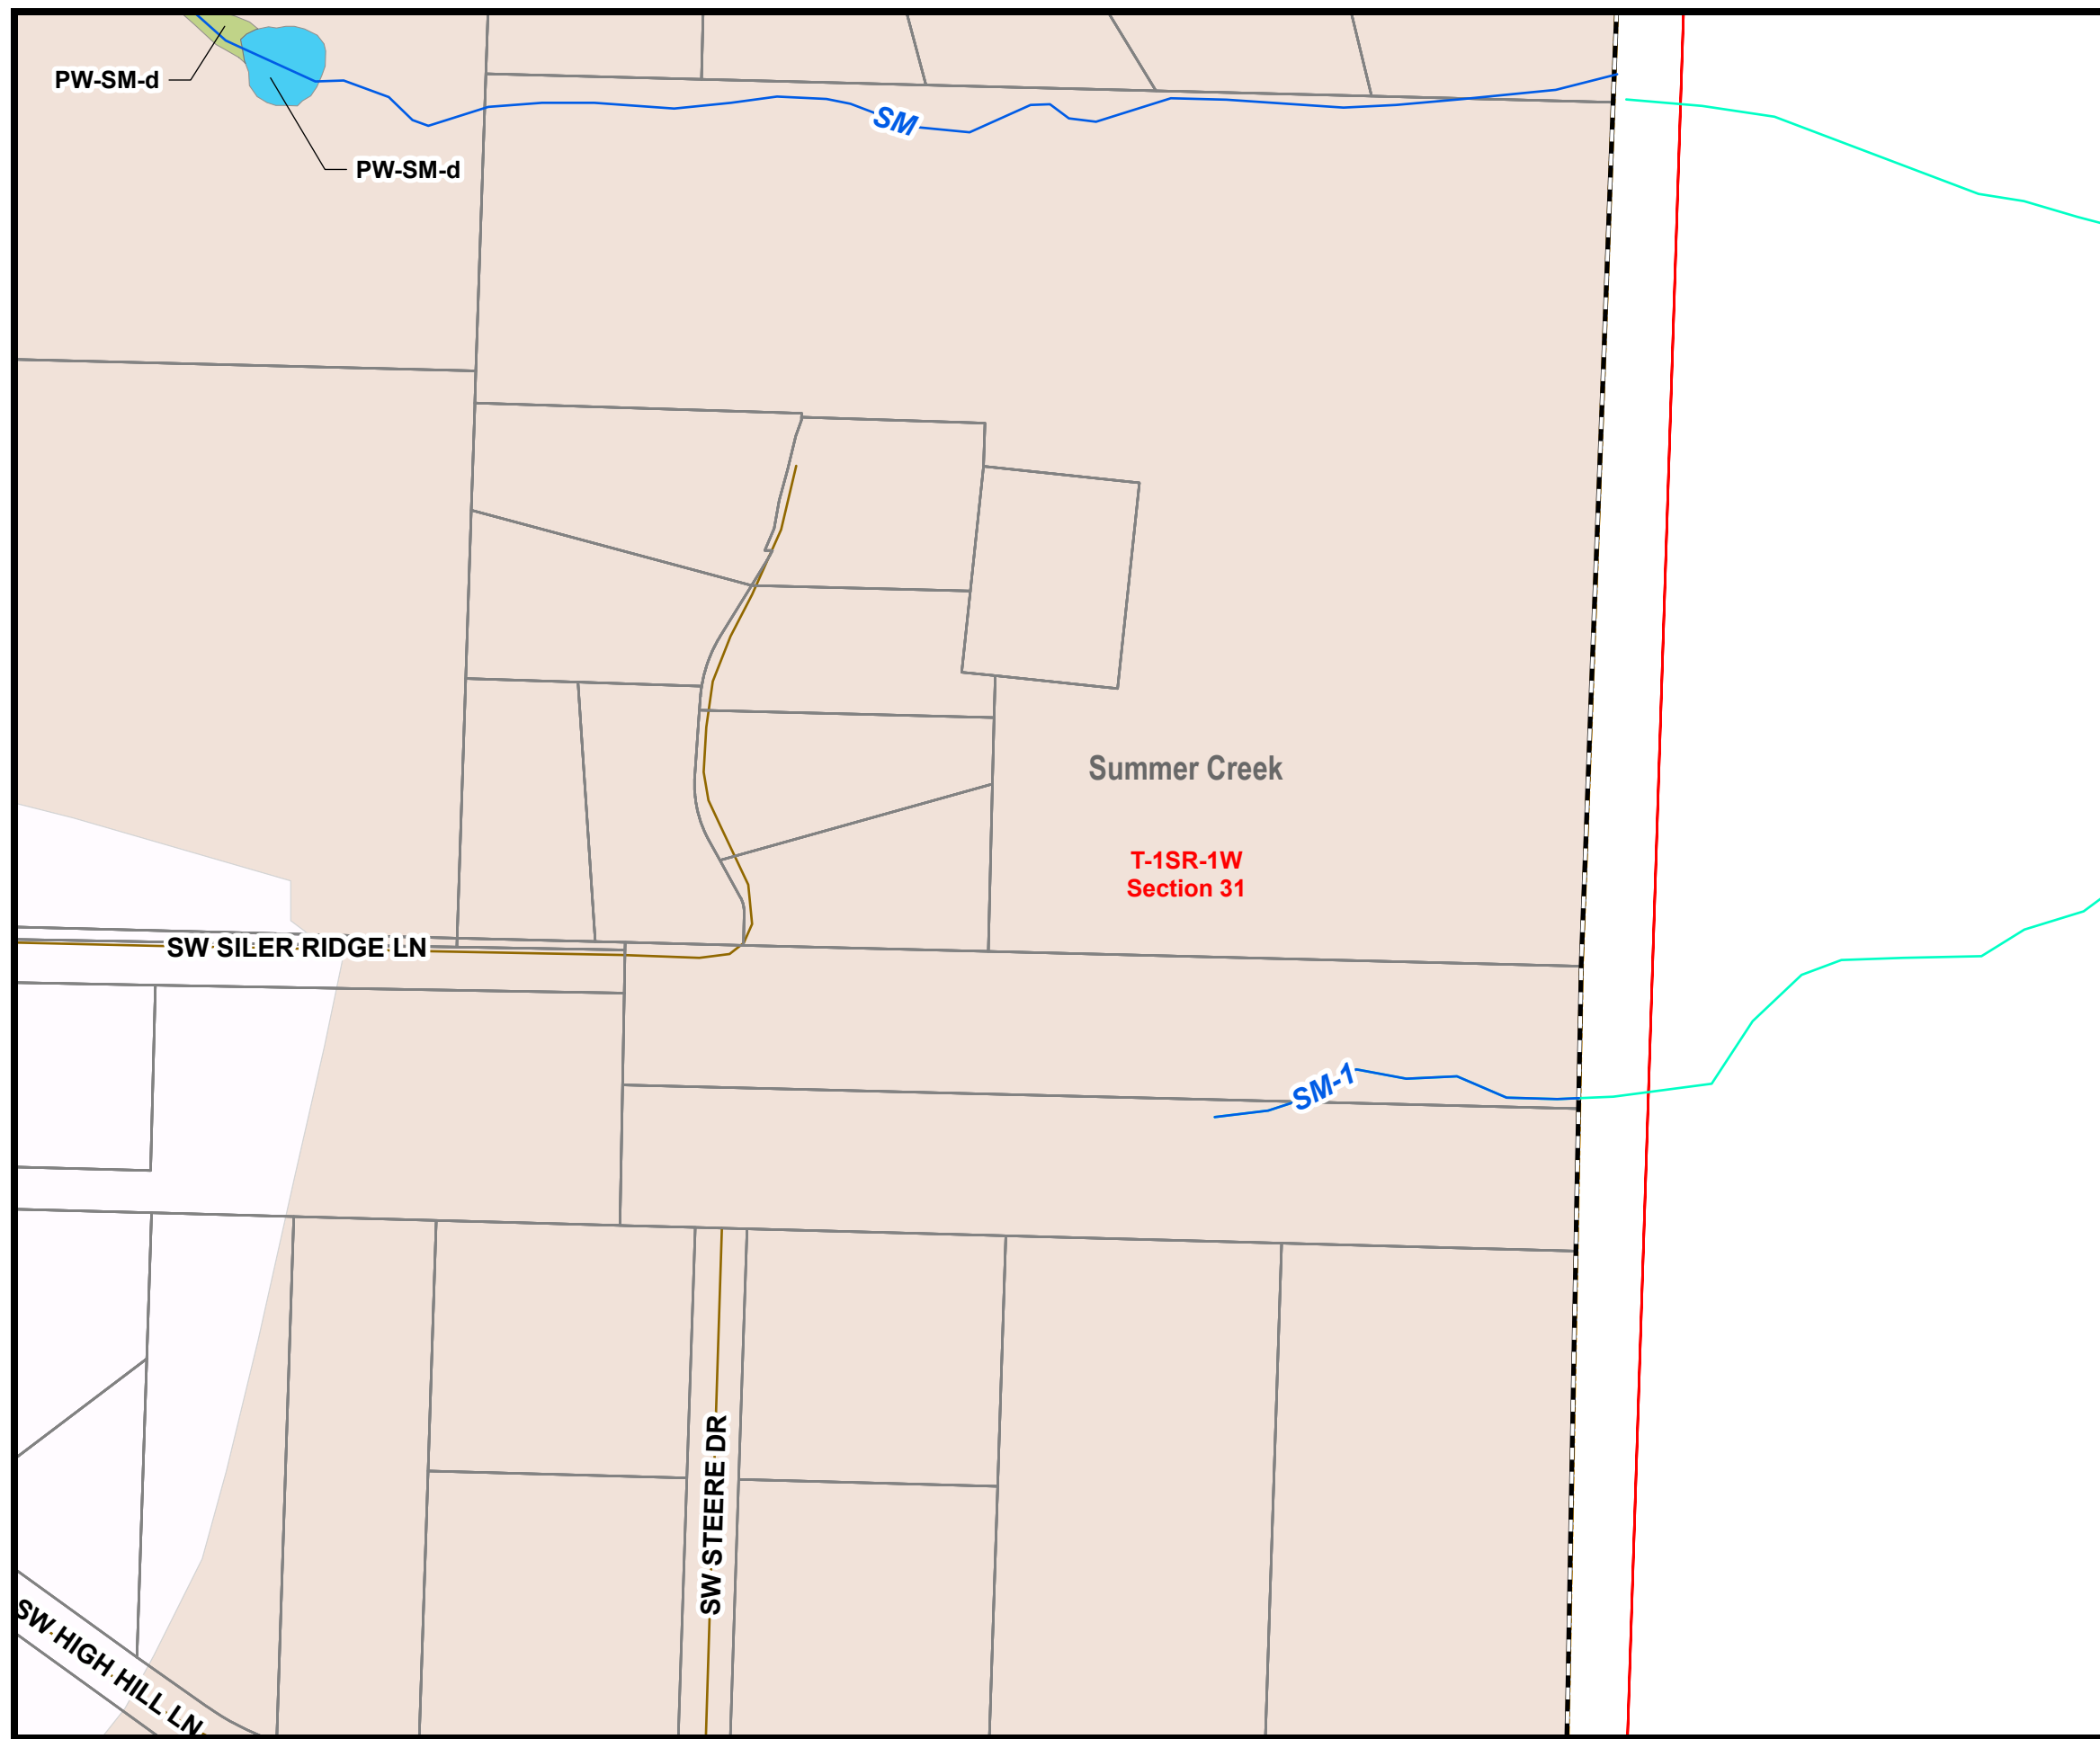 PW-SM-d
SM
PW-SM-d
Summer Creek
T-1SR-1W
Section 31
SW SILER RIDGE LN
SM-1
SW STEERE DR
SW HIGH HILL LN